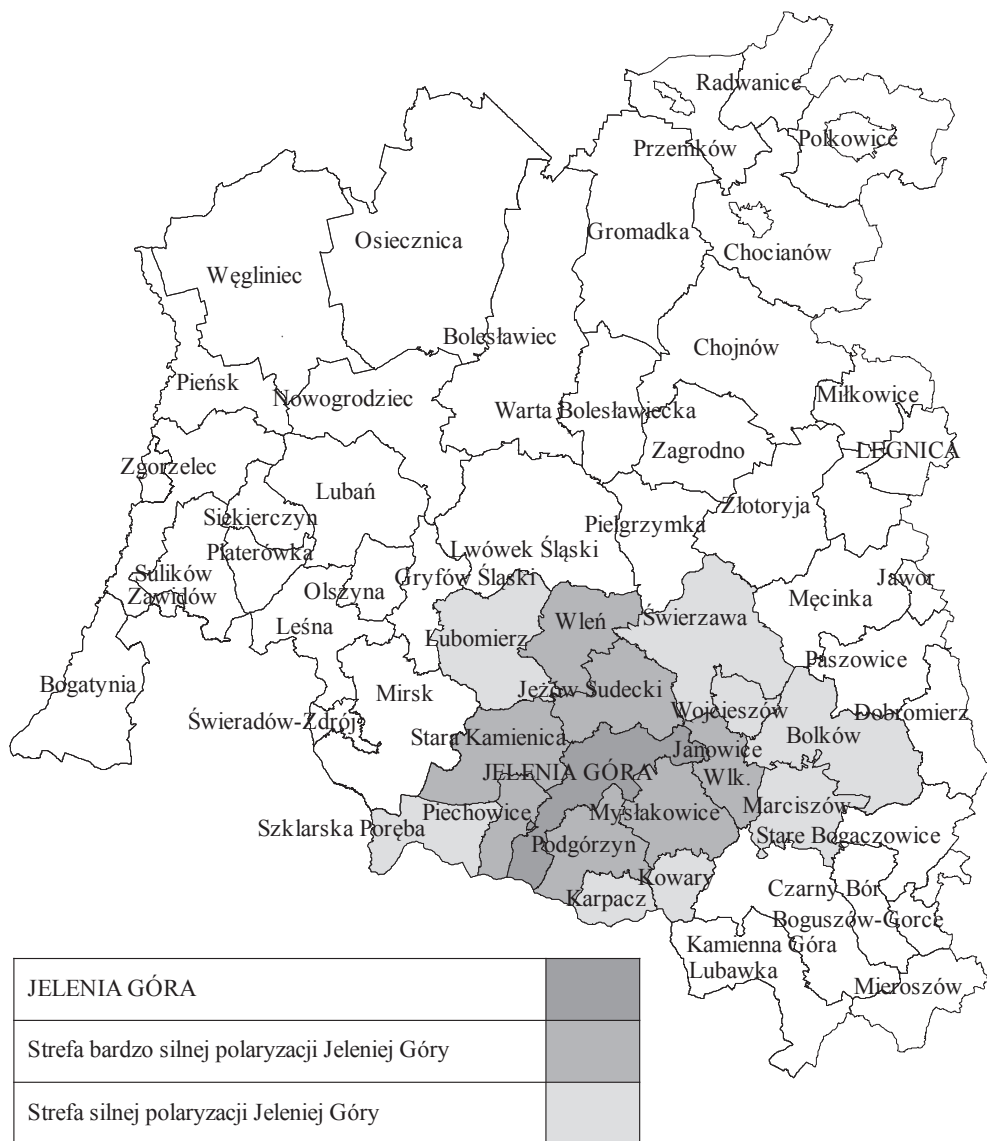 Radwanice
Polkowice
Przemków
Gromadka
Osiecznica
Chocianów
Węgliniec
Bolesławiec
Chojnów
Pieńsk
Nowogrodziec
Miłkowice
Warta Bolesławiecka
Zagrodno
LEGNICA
Zgorzelec
Lubań
Złotoryja
Siekierczyn
Pielgrzymka
Platerówka
Lwówek Śląski
Sulików
Gryfów Śląski
Jawor
Zawidów
Olszyna
Męcinka
Leśna
Wleń
Świerzawa
Lubomierz
Paszowice
Bogatynia
Mirsk
Jeżów Sudecki
Wojcieszów
Dobromierz
Świeradów-Zdrój
Stara Kamienica
Bolków
JELENIA GÓRA
Janowice
Wlk.
Szklarska Poręba
Piechowice
Mysłakowice
Marciszów
Podgórzyn
Stare Bogaczowice
Kowary
Karpacz
Czarny Bór
Boguszów-Gorce
Kamienna Góra
Lubawka
Mieroszów
JELENIA GÓRA
Strefa bardzo silnej polaryzacji Jeleniej Góry
Strefa silnej polaryzacji Jeleniej Góry